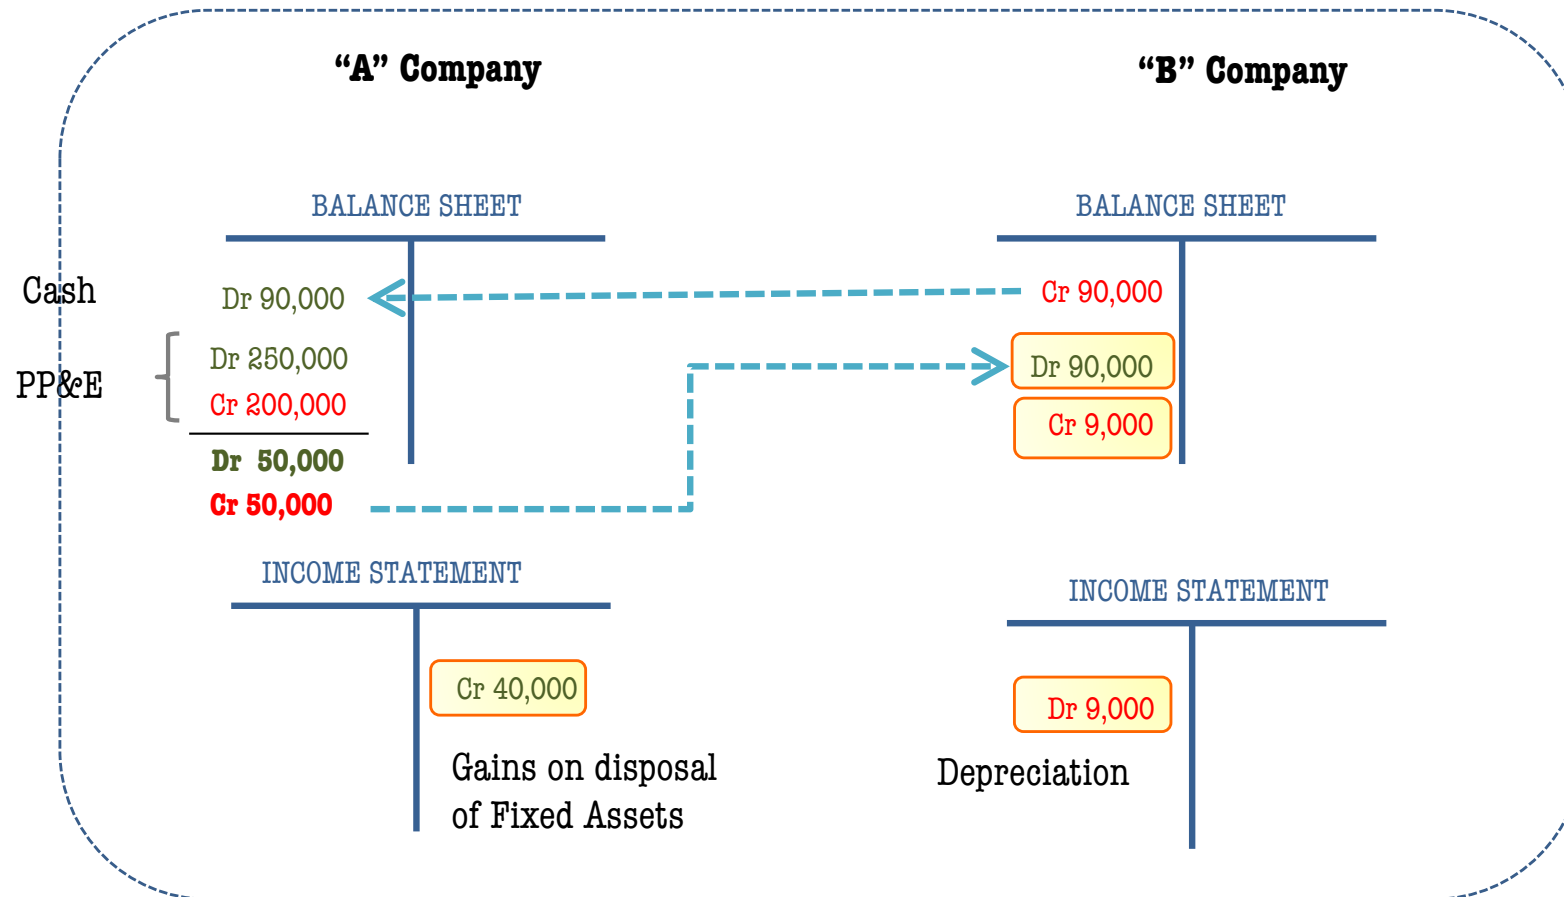 “A” Company
“B” Company
BALANCE SHEET
BALANCE SHEET
Cash
Dr 90,000
Cr 90,000
PP&E
Dr 250,000
Cr 200,000
Dr 50,000
Cr 50,000
Dr 90,000
Cr 9,000
INCOME STATEMENT
Cr 40,000
Gains on disposal
of Fixed Assets
INCOME STATEMENT
Dr 9,000
Depreciation